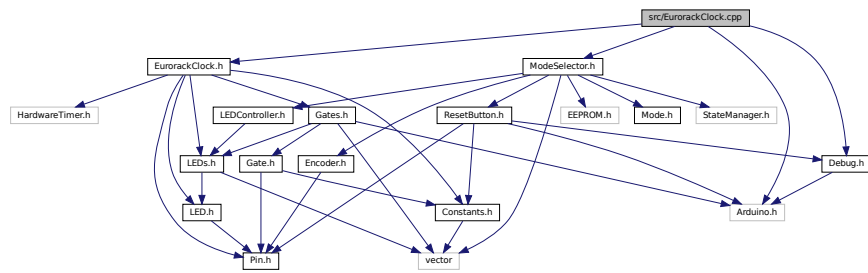 src/EurorackClock.cpp
EurorackClock.h
ModeSelector.h
HardwareTimer.h
LEDController.h
Gates.h
ResetButton.h
EEPROM.h
Mode.h
StateManager.h
LEDs.h
Gate.h
Encoder.h
Debug.h
LED.h
Constants.h
Arduino.h
Pin.h
vector